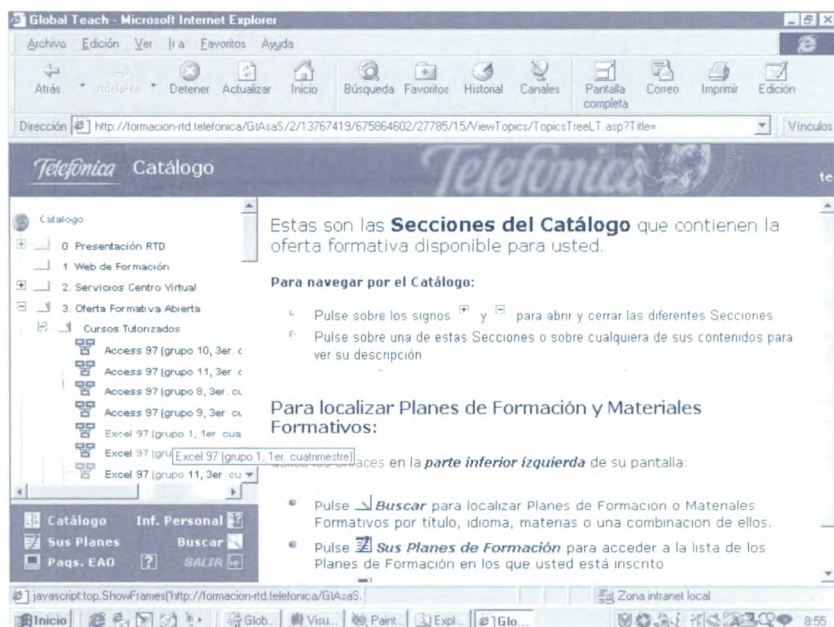 Global Teach - Microsoft Internet Explorer
Archivo Edición Ver Ir a Favoritos Ayuda
Atrás Adelante Detener Actualizar Inicio Búsqueda Favoritos Historial Canales Pantalla completa Correo Imprimir Edición
Dirección http://formacion-rtd.telefonica/GtAsaS/2/13767419/675864602/27785/15/ViewTopics/TopicsTreeLT.asp?Title= Vínculos
Telefónica Catálogo
Telefónica
te
Catalogo
0 Presentación RTD
1 Web de Formación
2. Servicios Centro Virtual
3. Oferta Formativa Abierta
Cursos Tutorizados
Access 97 (grupo 10, 3er. c
Access 97 (grupo 11, 3er c
Access 97 (grupo 8, 3er. cu
Access 97 (grupo 9, 3er cu
Excel 97 (grupo 1, 1er cua
Excel 97 (gru
Excel 97 (grupo 1, 1er. cuatrimestre)
Excel 97 (grupo 11, 3er cu
Catálogo Inf. Personal
Sus Planes Buscar
Paqs. EAO ? SALIR
Estas son las Secciones del Catálogo que contienen la
oferta formativa disponible para usted.
Para navegar por el Catálogo:
Pulse sobre los signos + y - para abrir y cerrar las diferentes Secciones
Pulse sobre una de estas Secciones o sobre cualquiera de sus contenidos para
ver su descripción
Para localizar Planes de Formación y Materiales
Formativos:
en la parte inferior izquierda de su pantalla:
Pulse Buscar para localizar Planes de Formacion o Materiales
Formativos por título, idioma, materias o una combinacion de ellos.
Pulse Sus Planes de Formación para acceder a la lista de los
Planes de Formación en los que usted está inscrito
javascript:top.ShowFrames('http://formacion-rtd.telefonica/GtAsaS. Zona intranet local
Inicio Glob... Visu... Paint... Expl... Glo... 8:55